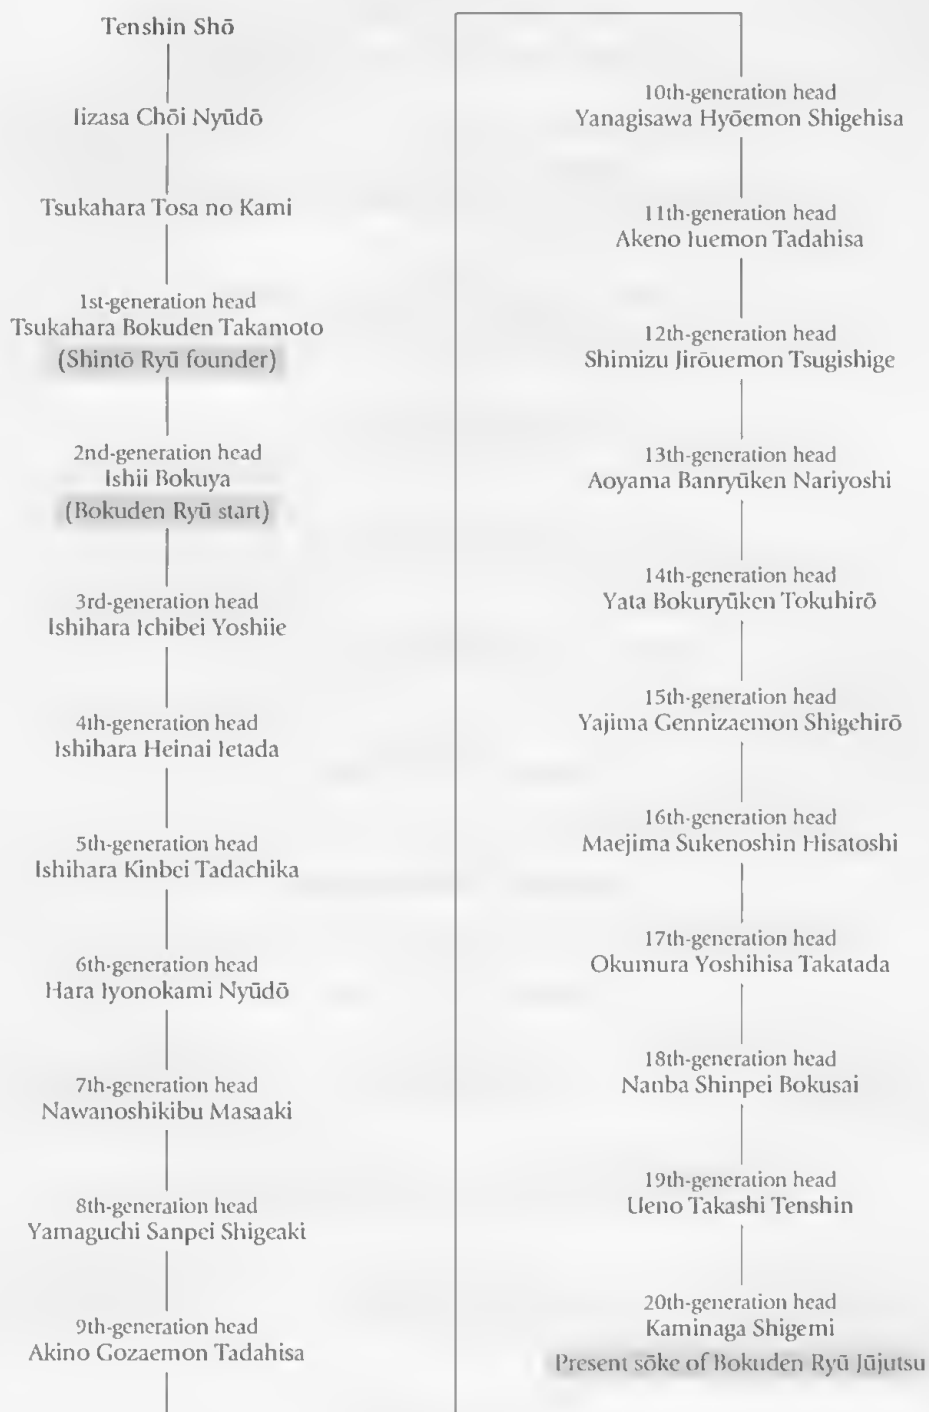 Tenshin Shō
Iizasa Chōi Nyūdō
Tsukahara Tosa no Kami
1st-generation head
Tsukahara Bokuden Takamoto
(Shintō Ryū founder)
2nd-generation head
Ishii Bokuya
(Bokuden Ryū start)
3rd-generation head
Ishihara Ichibei Yoshiie
4th-generation head
Ishihara Heinai Ietada
5th-generation head
Ishihara Kinbei Tadachika
6th-generation head
Hara Iyonokami Nyūdō
7th-generation head
Nawanoshikibu Masaaki
8th-generation head
Yamaguchi Sanpei Shigeaki
9th-generation head
Akino Gozaemon Tadahisa
10th-generation head
Yanagisawa Hyōemon Shigehisa
11th-generation head
Akeno Iuemon Tadahisa
12th-generation head
Shimizu Jirōuemon Tsugishige
13th-generation head
Aoyama Banryūken Nariyoshi
14th-generation head
Yata Bokuryūken Tokuhirō
15th-generation head
Yajima Gennizaemon Shigehirō
16th-generation head
Maejima Sukenoshin Hisatoshi
17th-generation head
Okumura Yoshihisa Takatada
18th-generation head
Nanba Shinpei Bokusai
19th-generation head
Ueno Takashi Tenshin
20th-generation head
Kaminaga Shigemi
Present sōke of Bokuden Ryū Jūjutsu